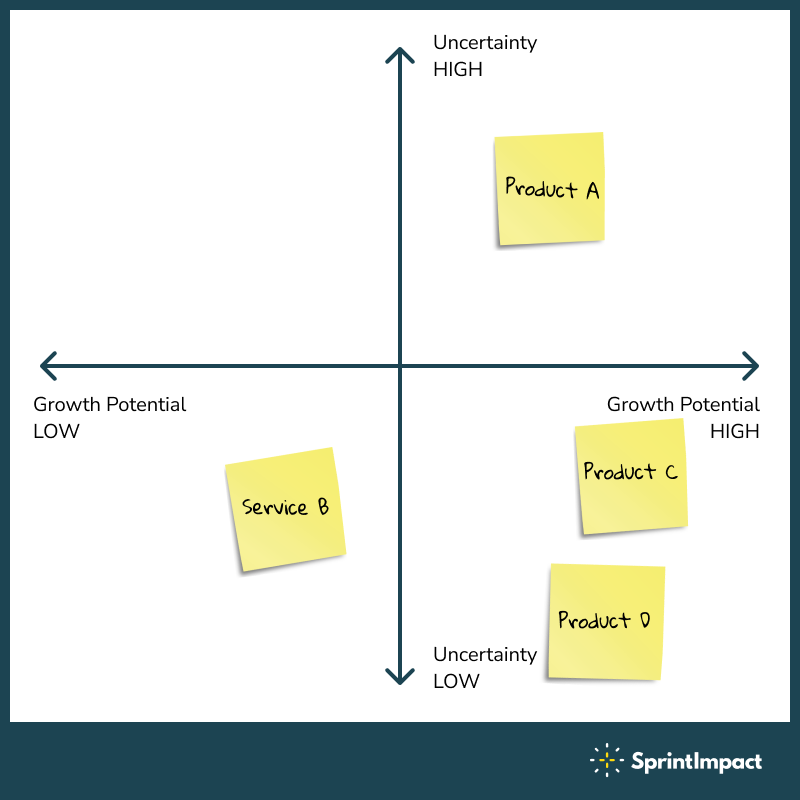 Uncertainty
HIGH
Product A
Growth Potential
LOW
Growth Potential
HIGH
Product C
Service B
Product D
Uncertainty
LOW
SprintImpact